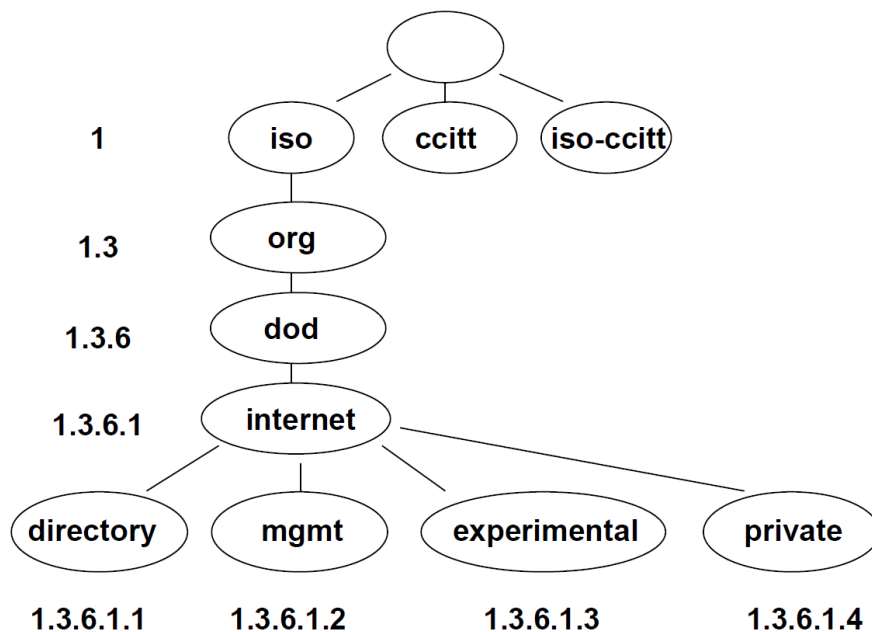 1 iso ccitt iso-ccitt
1.3 org
1.3.6 dod
1.3.6.1 internet
directory mgmt experimental private
1.3.6.1.1 1.3.6.1.2 1.3.6.1.3 1.3.6.1.4